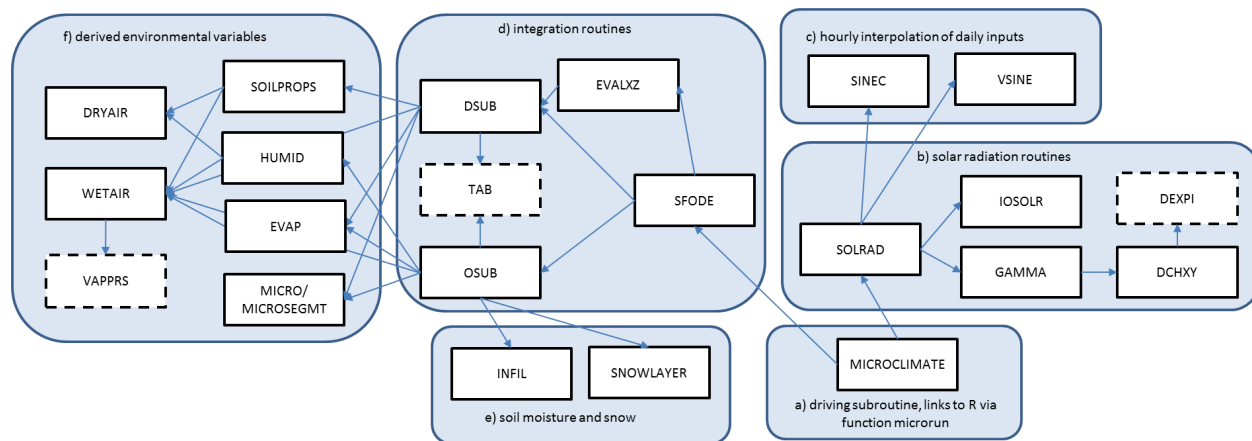 f) derived environmental variables
SOILPROPS
DRYAIR
HUMID
WETAIR
EVAP
VAPPRS
MICRO/
MICROSEGMT
d) integration routines
DSUB
EVALXZ
TAB
SFODE
OSUB
c) hourly interpolation of daily inputs
SINEC
VSINE
b) solar radiation routines
IOSOLR
DEXPI
SOLRAD
GAMMA
DCHXY
INFIL
SNOWLAYER
e) soil moisture and snow
MICROCLIMATE
a) driving subroutine, links to R via
function microrun